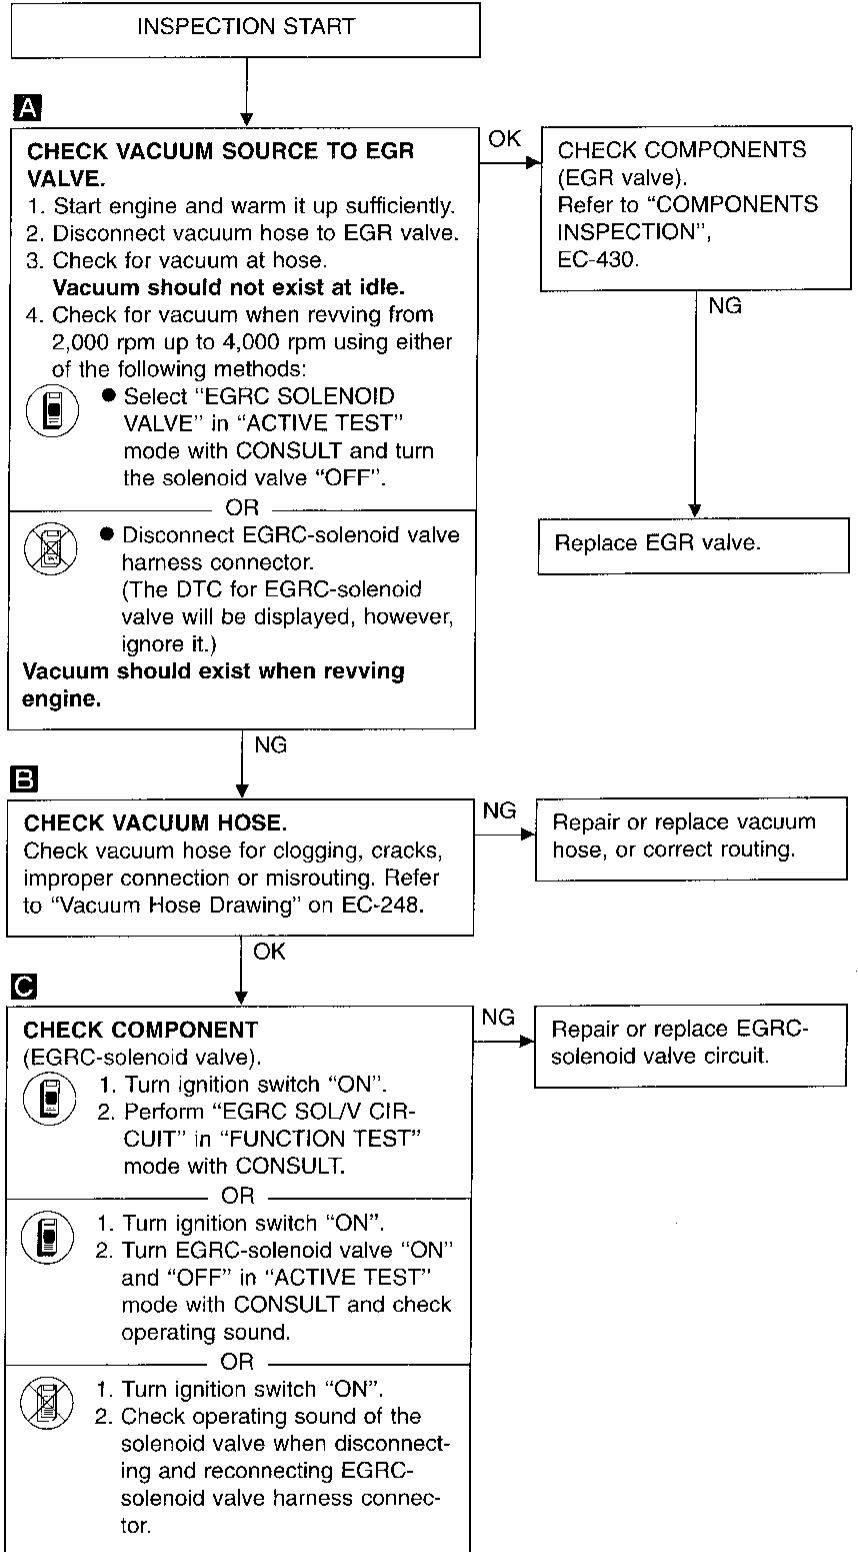 INSPECTION START
A
CHECK VACUUM SOURCE TO EGR
VALVE.
1. Start engine and warm it up sufficiently.
2. Disconnect vacuum hose to EGR valve.
3. Check for vacuum at hose.
Vacuum should not exist at idle.
4. Check for vacuum when revving from
2,000 rpm up to 4,000 rpm using either
of the following methods:
● Select “EGRC SOLENOID
VALVE” in “ACTIVE TEST”
mode with CONSULT and turn
the solenoid valve “OFF”.
OR
● Disconnect EGRC-solenoid valve
harness connector.
(The DTC for EGRC-solenoid
valve will be displayed, however,
ignore it.)
Vacuum should exist when revving
engine.
OK
CHECK COMPONENTS
(EGR valve).
Refer to “COMPONENTS
INSPECTION”,
EC-430.
NG
Replace EGR valve.
NG
B
CHECK VACUUM HOSE.
Check vacuum hose for clogging, cracks,
improper connection or misrouting. Refer
to “Vacuum Hose Drawing” on EC-248.
NG
Repair or replace vacuum
hose, or correct routing.
OK
C
CHECK COMPONENT
(EGRC-solenoid valve).
1. Turn ignition switch “ON”.
2. Perform “EGRC SOL/V CIR-
CUIT” in “FUNCTION TEST”
mode with CONSULT.
OR
1. Turn ignition switch “ON”.
2. Turn EGRC-solenoid valve “ON”
and “OFF” in “ACTIVE TEST”
mode with CONSULT and check
operating sound.
OR
1. Turn ignition switch “ON”.
2. Check operating sound of the
solenoid valve when disconnect-
ing and reconnecting EGRC-
solenoid valve harness connec-
tor.
NG
Repair or replace EGRC-
solenoid valve circuit.